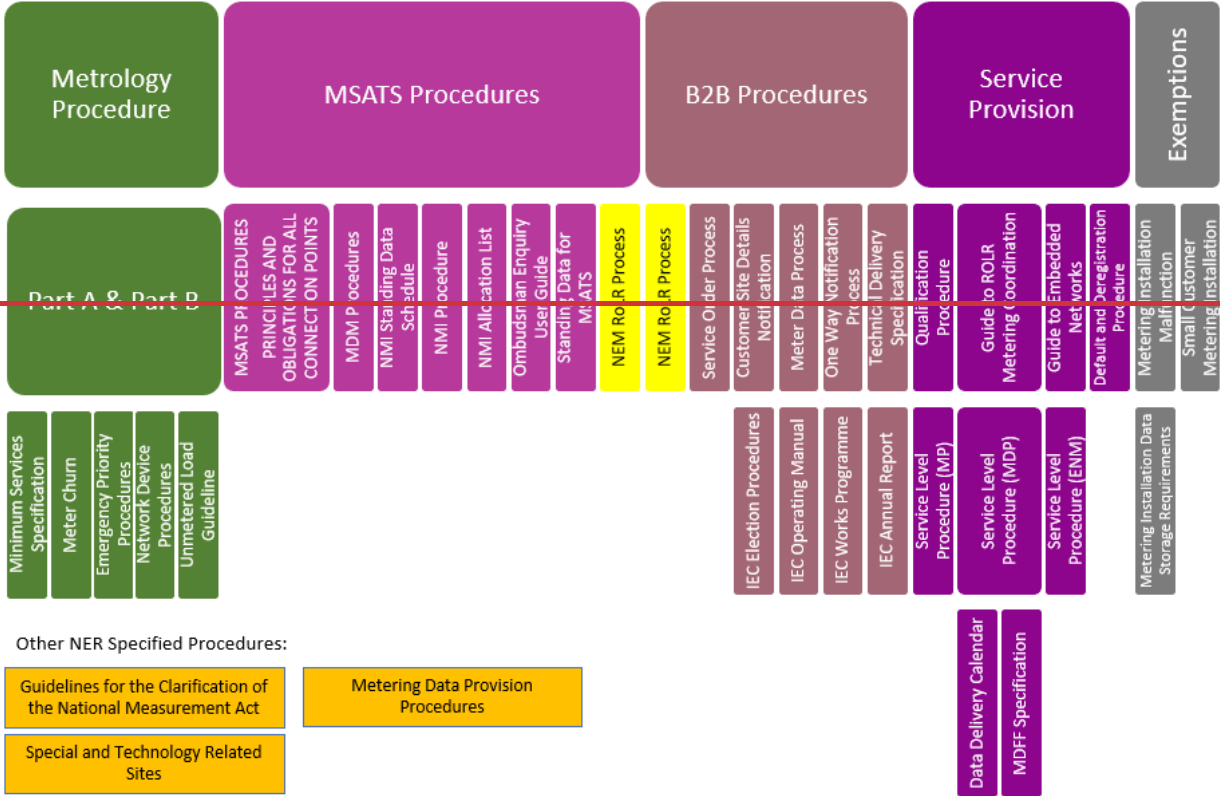 Metrology
Procedure
MSATS Procedures
B2B Procedures
Service
Provision
Exemptions
Part A & Part B
MSATS PROCEDURES
PRINCIPLES AND
OBLIGATIONS FOR ALL
CONNECTION POINTS
MDM Procedures
NMI Standing Data
Schedule
NMI Procedure
NMI Allocation List
Ombudsman Enquiry
User Guide
Standing Data for
MSATS
NEM RoLR Process
NEM RoLR Process
Service Order Process
Customer Site Details
Notification
Meter Data Process
One Way Notification
Process
Technical Delivery
Specification
Qualification
Procedure
Guide to ROLR
Metering Coordination
Guide to Embedded
Networks
Default and Deregistration
Procedure
Metering Installation
Malfunction
Small Customer
Metering Installation
Minimum Services
Specification
Meter Churn
Emergency Priority
Procedures
Network Device
Procedures
Unmetered Load
Guideline
IEC Election Procedures
IEC Operating Manual
IEC Works Programme
IEC Annual Report
Service Level
Procedure (MP)
Service Level
Procedure (MDP)
Service Level
Procedure (ENM)
Metering Installation Data
Storage Requirements
Data Delivery Calendar
MDFF Specification
Other NER Specified Procedures:
Guidelines for the Clarification of
the National Measurement Act
Metering Data Provision
Procedures
Special and Technology Related
Sites